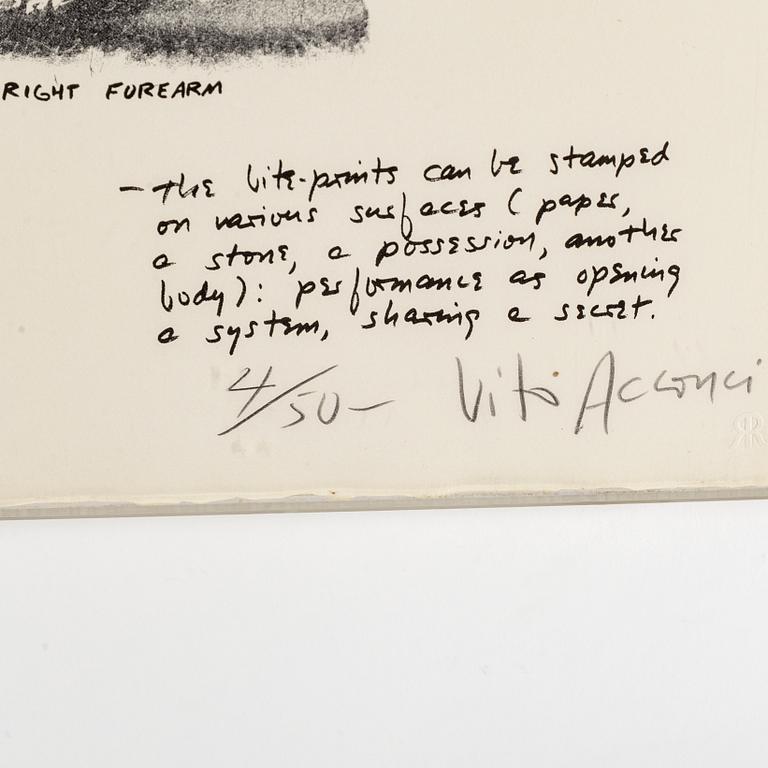 RIGHT FOREARM
— the bite-prints can be stamped
on various surfaces (paper,
a stone, a possession, another
body): performance as opening
a system, sharing a secret.
4/50— Vito Acconci
RR